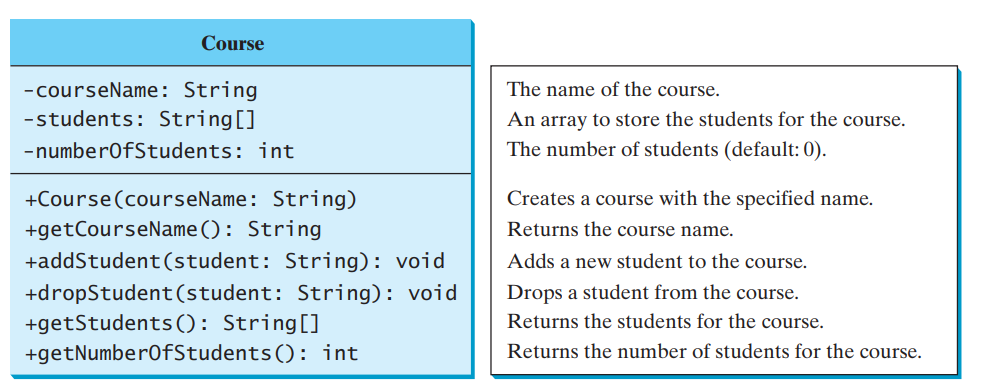 Course
-courseName: String
-students: String[]
-numberOfStudents: int
+Course(courseName: String)
+getCourseName(): String
+addStudent(student: String): void
+dropStudent(student: String): void
+getStudents(): String[]
+getNumberOfStudents(): int
The name of the course.
An array to store the students for the course.
The number of students (default: 0).
Creates a course with the specified name.
Returns the course name.
Adds a new student to the course.
Drops a student from the course.
Returns the students for the course.
Returns the number of students for the course.